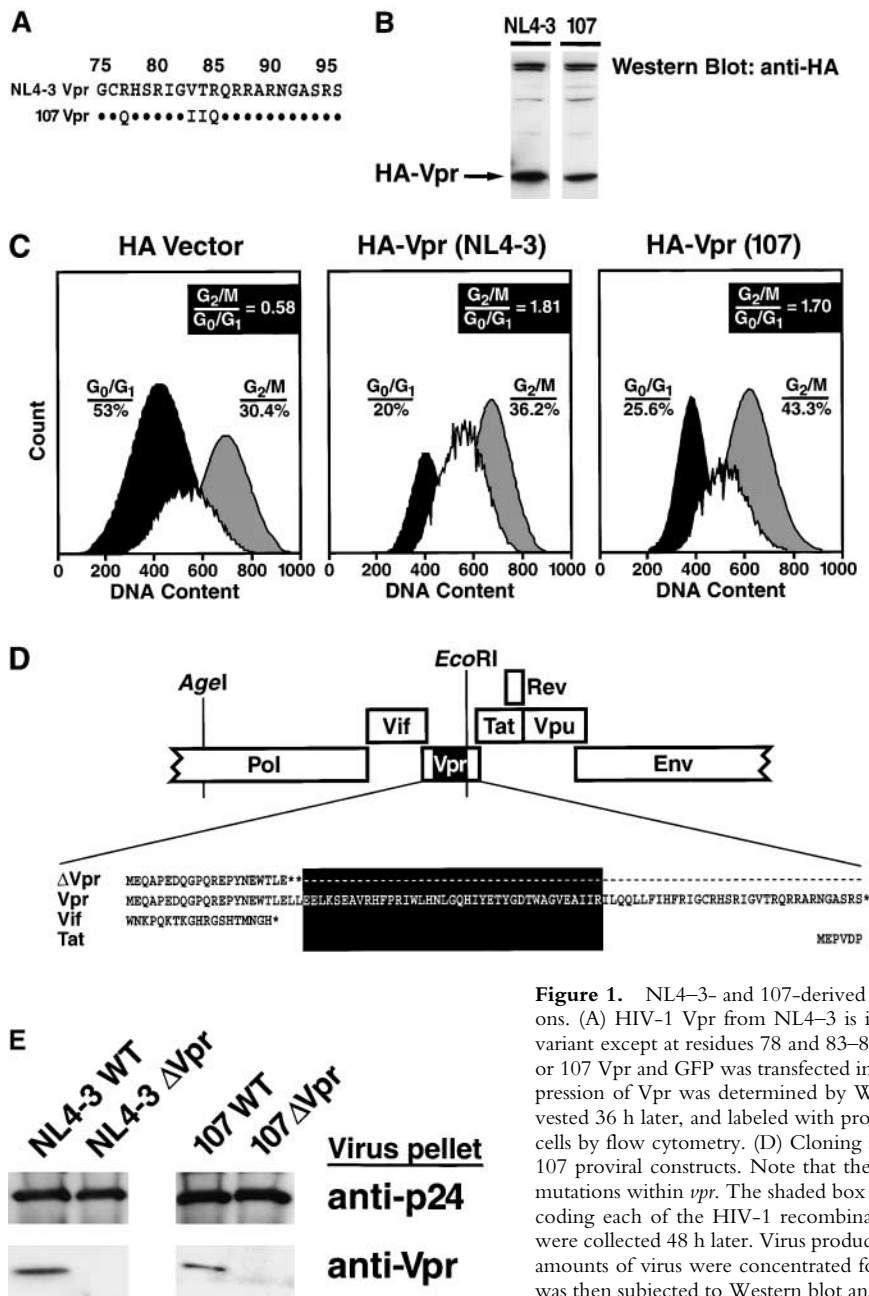 A
75 80 85 90 95
NL4-3 Vpr GCRHSRIGVTRQRRARNGASRS
107 Vpr ••Q•••••IIQ•••••••••••
B
NL4-3 107
Western Blot: anti-HA
HA-Vpr
C
HA Vector
HA-Vpr (NL4-3)
HA-Vpr (107)
G2/M
G0/G1 = 0.58
G2/M
G0/G1 = 1.81
G2/M
G0/G1 = 1.70
G0/G1
53%
G2/M
30.4%
G0/G1
20%
G2/M
36.2%
G0/G1
25.6%
G2/M
43.3%
Count
0 200 400 600 800 1000
0 200 400 600 800 1000
0 200 400 600 800 1000
DNA Content
DNA Content
DNA Content
D
AgeI
EcoRI
Rev
Vif
Tat
Vpu
Pol
Vpr
Env
ΔVpr MEQAPEDQGPQREPYNEWTLE**
Vpr MEQAPEDQGPQREPYNEWTLELLEELKSEAVRHFPRIWLHNLGQHIYETYGDTWAGVEAIIRILQQLLFIHFRIGCRHSRIGVTRQRRARNGASRS*
Vif WNKPQKTKGHRGSHTMNGH*
Tat MEPVDP
E
NL4-3 WT
NL4-3 ΔVpr
107 WT
107 ΔVpr
Virus pellet
anti-p24
anti-Vpr
Figure 1. NL4–3- and 107-derived
ons. (A) HIV-1 Vpr from NL4–3 is i
variant except at residues 78 and 83–8
or 107 Vpr and GFP was transfected in
pression of Vpr was determined by W
vested 36 h later, and labeled with pro
cells by flow cytometry. (D) Cloning
107 proviral constructs. Note that the
mutations within vpr. The shaded box
coding each of the HIV-1 recombina
were collected 48 h later. Virus produc
amounts of virus were concentrated fo
was then subjected to Western blot an